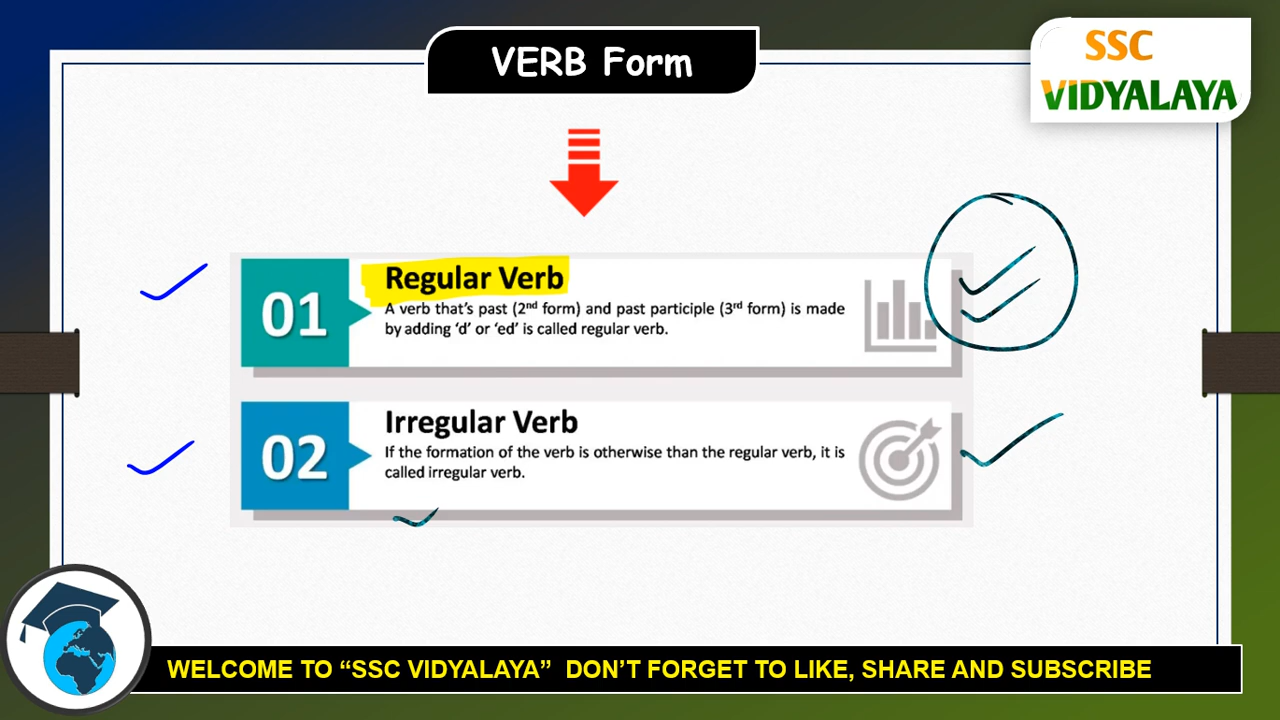 VERB Form
SSC
VIDYALAYA
01
Regular Verb
A verb that's past (2nd form) and past participle (3rd form) is made
by adding 'd' or 'ed' is called regular verb.
02
Irregular Verb
If the formation of the verb is otherwise than the regular verb, it is
called irregular verb.
WELCOME TO “SSC VIDYALAYA” DON’T FORGET TO LIKE, SHARE AND SUBSCRIBE